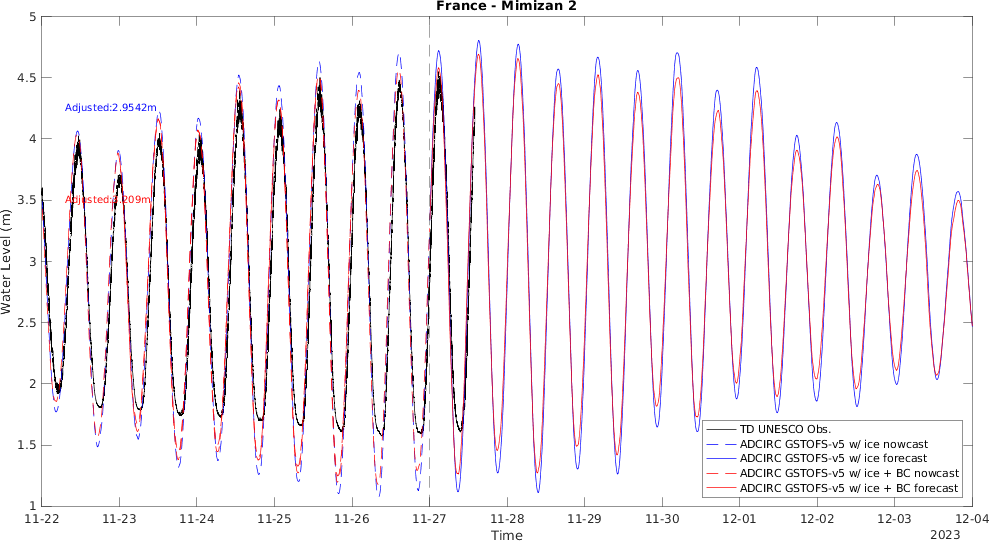 France - Mimizan 2
5
4.5
4
3.5
3
2.5
2
1.5
1
Water Level (m)
Adjusted:2.9542m
11-22
11-23
11-24
11-25
11-26
11-27
11-28
11-29
11-30
12-01
12-02
12-03
12-04
Time
2023
TD UNESCO Obs.
ADCIRC GSTOFS-v5 w/ ice nowcast
ADCIRC GSTOFS-v5 w/ ice forecast
ADCIRC GSTOFS-v5 w/ ice + BC nowcast
ADCIRC GSTOFS-v5 w/ ice + BC forecast